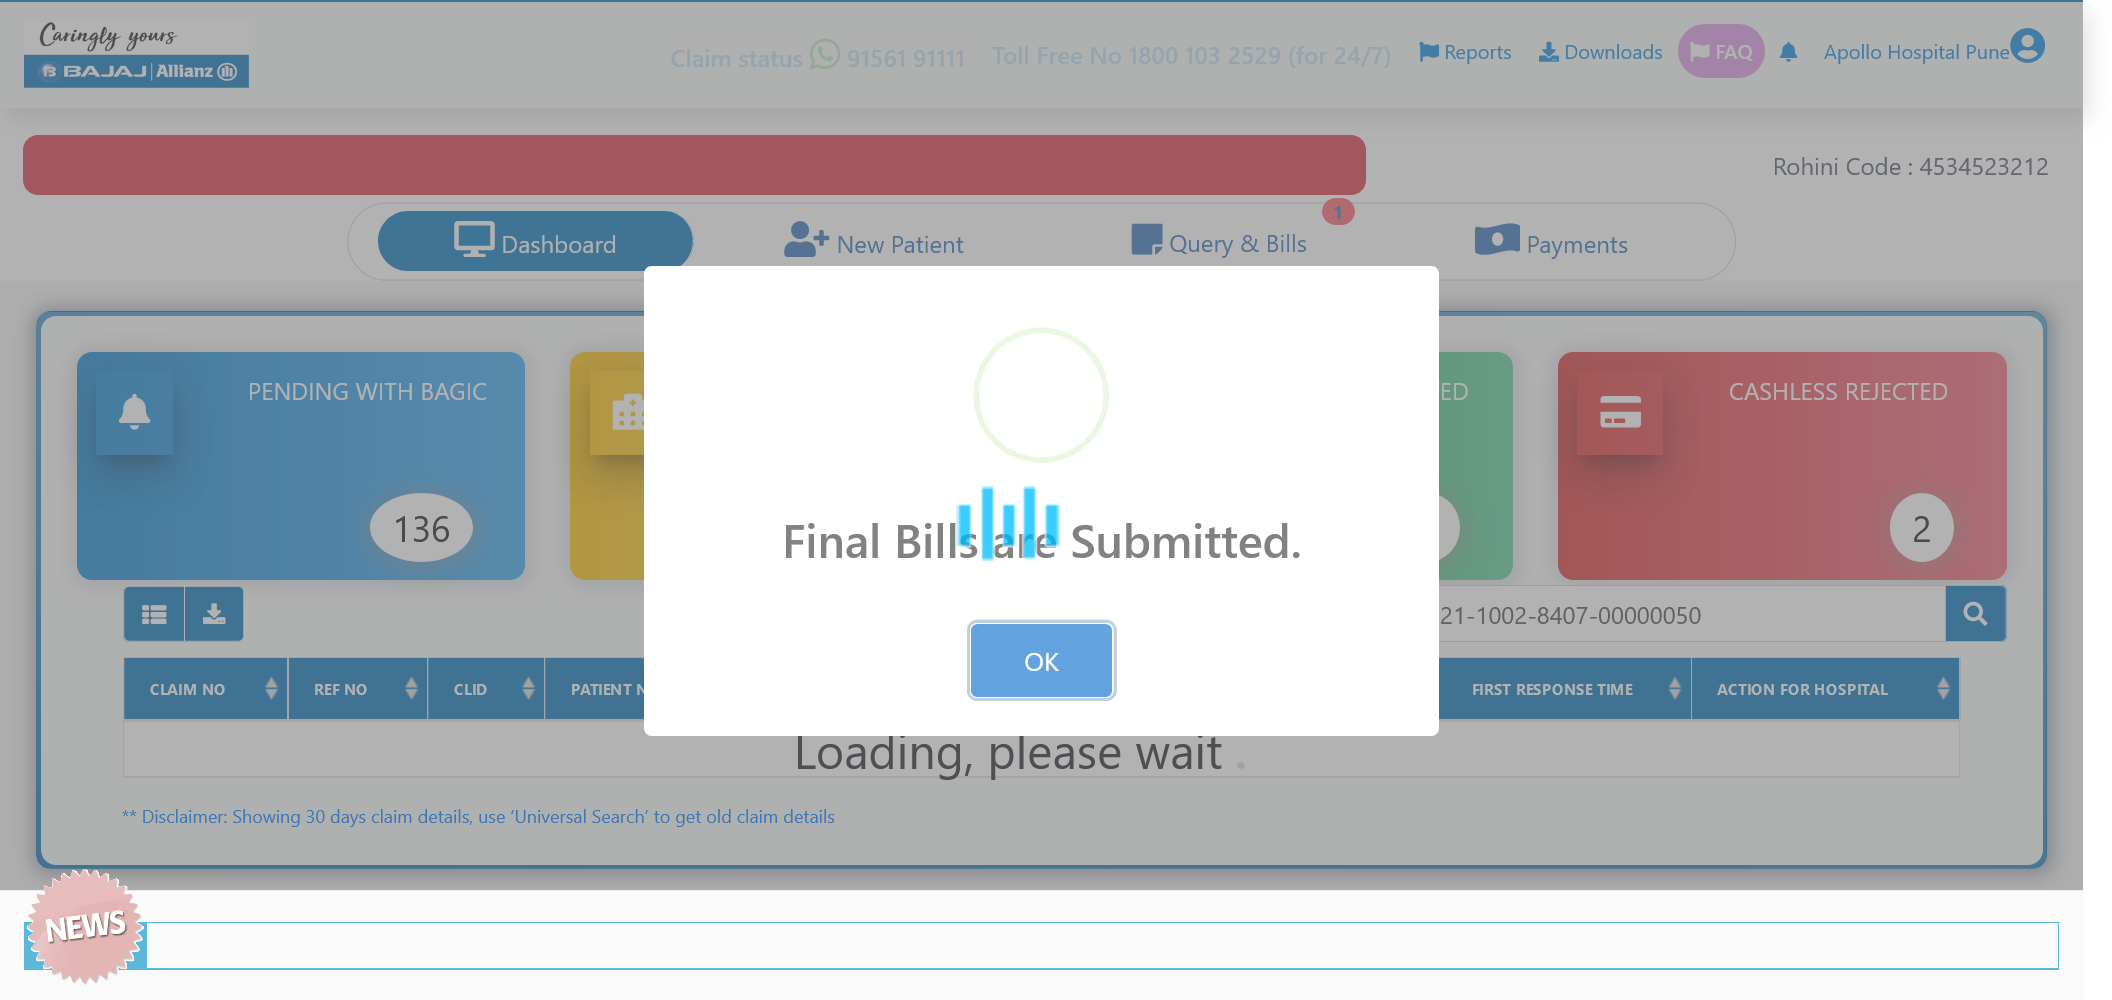 Caringly yours
BAJAJ | Allianz
Claim status 91561 91111 Toll Free No 1800 103 2529 (for 24/7) Reports Downloads FAQ Apollo Hospital Pune
Rohini Code : 4534523212
Dashboard New Patient Query & Bills 1 Payments
PENDING WITH BAGIC
136
ED
CASHLESS REJECTED
2
Final Bills are Submitted.
OK
21-1002-8407-00000050
CLAIM NO REF NO CLID PATIENT N FIRST RESPONSE TIME ACTION FOR HOSPITAL
Loading, please wait .
** Disclaimer: Showing 30 days claim details, use ‘Universal Search’ to get old claim details
NEWS